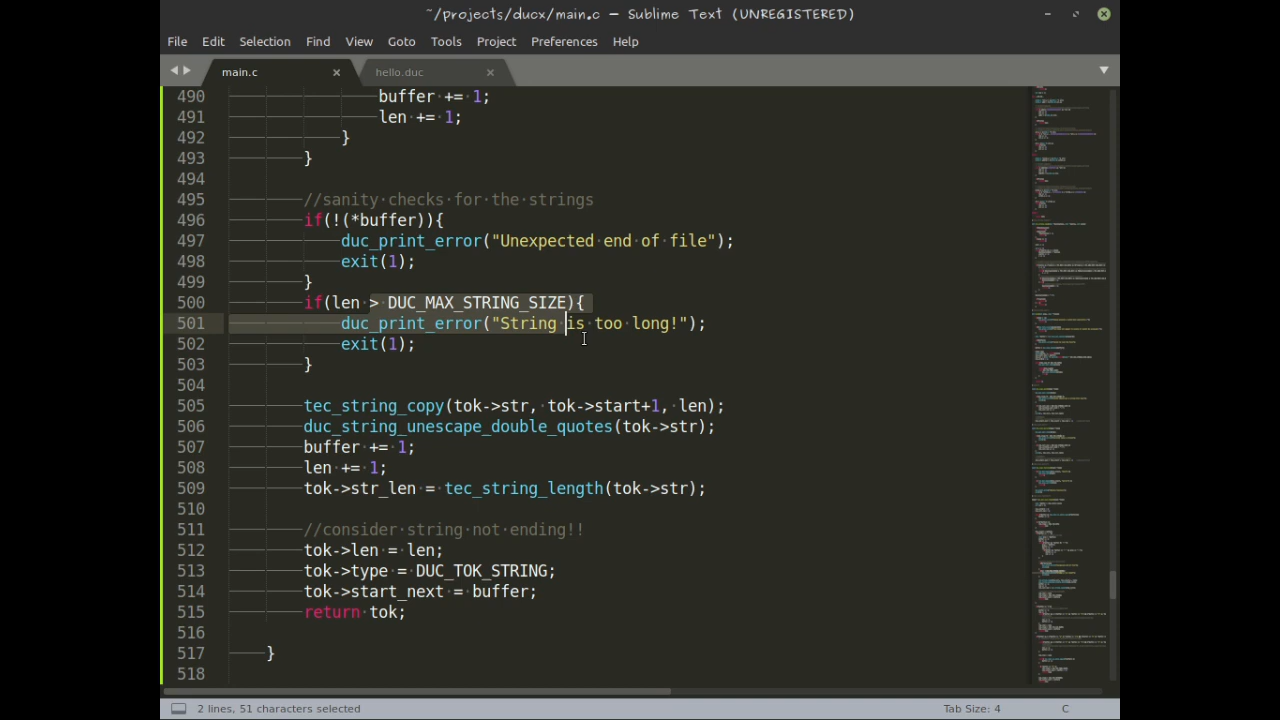 ~/projects/ducx/main.c — Sublime Text (UNREGISTERED)
File Edit Selection Find View Goto Tools Project Preferences Help
main.c hello.duc
490 buffer += 1;
491 len += 1;
492 }
493 }
494
495 //sanity checks for the strings
496 if(!(*buffer)){
497 duc_print_error("Unexpected end of file");
498 exit(1);
499 }
500 if(len > DUC_MAX_STRING_SIZE){
501 duc_print_error("String is too long!");
502 exit(1);
503 }
504
505 tec_string_copy(tok->str, tok->start+1, len);
506 duc_string_unescape_double_quotes(tok->str);
507 buffer += 1;
508 len += 1;
509 tok->str_len = tec_string_length(tok->str);
510
511 //consider string not ending!!
512 tok->len = len;
513 tok->type = DUC_TOK_STRING;
514 tok->start_next = buffer;
515 return tok;
516
517 }
518
2 lines, 51 characters selected Tab Size: 4 C